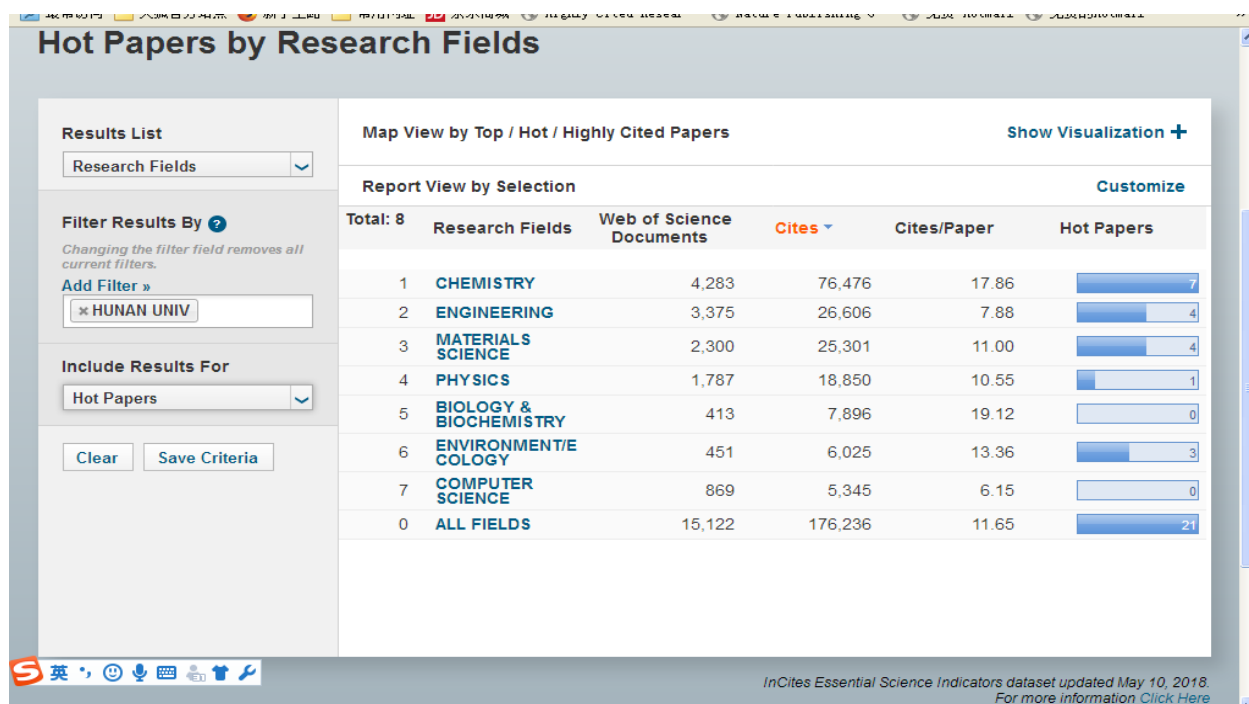 Hot Papers by Research Fields
Results List
Research Fields
Filter Results By ?
Changing the filter field removes all
current filters.
Add Filter »
× HUNAN UNIV
Include Results For
Hot Papers
Clear Save Criteria
Map View by Top / Hot / Highly Cited Papers Show Visualization +
Report View by Selection Customize
Total: 8 Research Fields Web of Science Documents Cites Cites/Paper Hot Papers
1 CHEMISTRY 4,283 76,476 17.86 7
2 ENGINEERING 3,375 26,606 7.88 4
3 MATERIALS SCIENCE 2,300 25,301 11.00 4
4 PHYSICS 1,787 18,850 10.55 1
5 BIOLOGY & BIOCHEMISTRY 413 7,896 19.12 0
6 ENVIRONMENT/E COLOGY 451 6,025 13.36 3
7 COMPUTER SCIENCE 869 5,345 6.15 0
0 ALL FIELDS 15,122 176,236 11.65 21
S 英
InCites Essential Science Indicators dataset updated May 10, 2018.
For more information Click Here